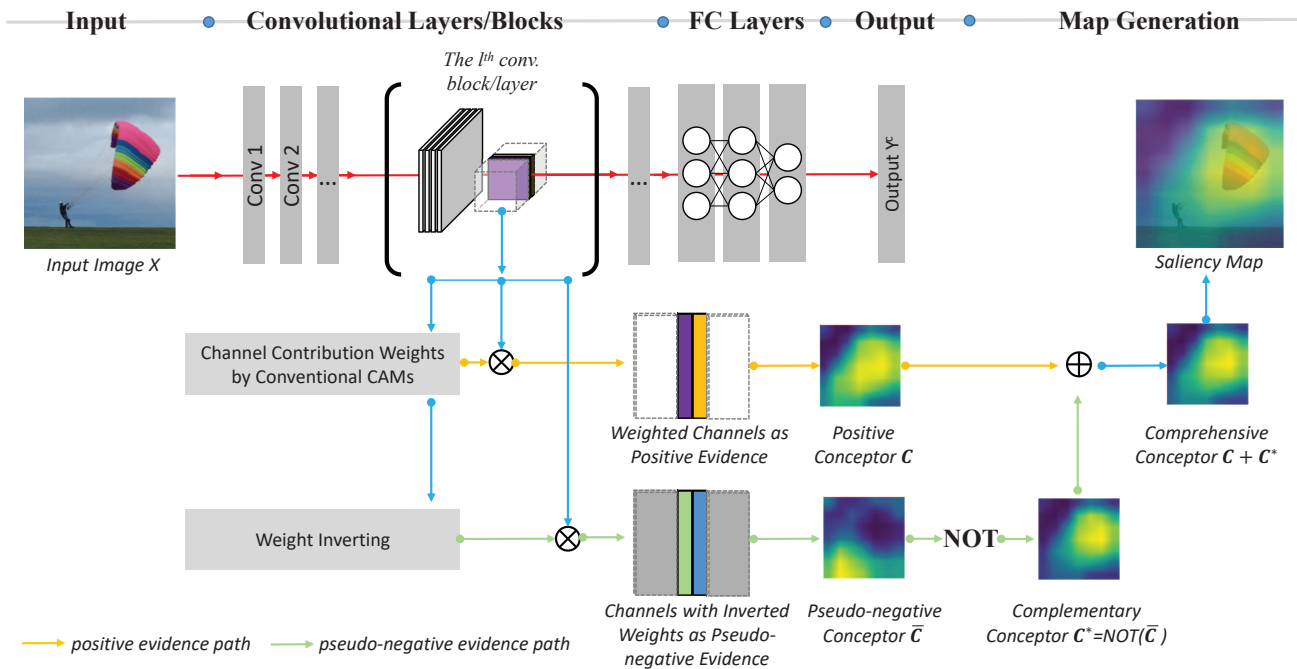 Input
Convolutional Layers/Blocks
FC Layers
Output
Map Generation
The lth conv.
block/layer
Conv 1
Conv 2
...
...
Output Yc
Input Image X
Saliency Map
Channel Contribution Weights
by Conventional CAMs
Weighted Channels as
Positive Evidence
Positive
Conceptor C
Comprehensive
Conceptor C + C*
Weight Inverting
NOT
Channels with Inverted
Weights as Pseudo-
negative Evidence
Pseudo-negative
Conceptor C̅
Complementary
Conceptor C*=NOT(C̅ )
positive evidence path
pseudo-negative evidence path